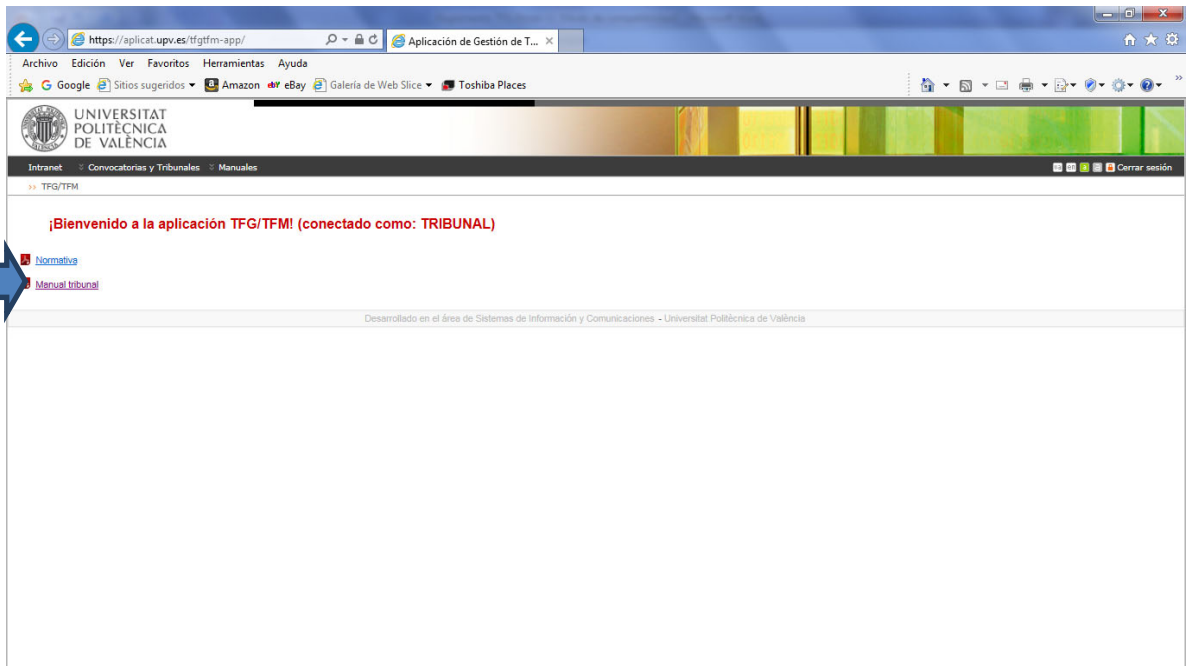 https://aplicat.upv.es/tfgtfm-app/
Aplicación de Gestión de T...
Archivo Edición Ver Favoritos Herramientas Ayuda
Google Sitios sugeridos Amazon eBay Galería de Web Slice Toshiba Places
UNIVERSITAT
POLITÈCNICA
DE VALÈNCIA
Intranet Convocatorias y Tribunales Manuales Cerrar sesión
>> TFG/TFM
¡Bienvenido a la aplicación TFG/TFM! (conectado como: TRIBUNAL)
Normativa
Manual tribunal
Desarrollado en el área de Sistemas de Información y Comunicaciones - Universitat Politècnica de València